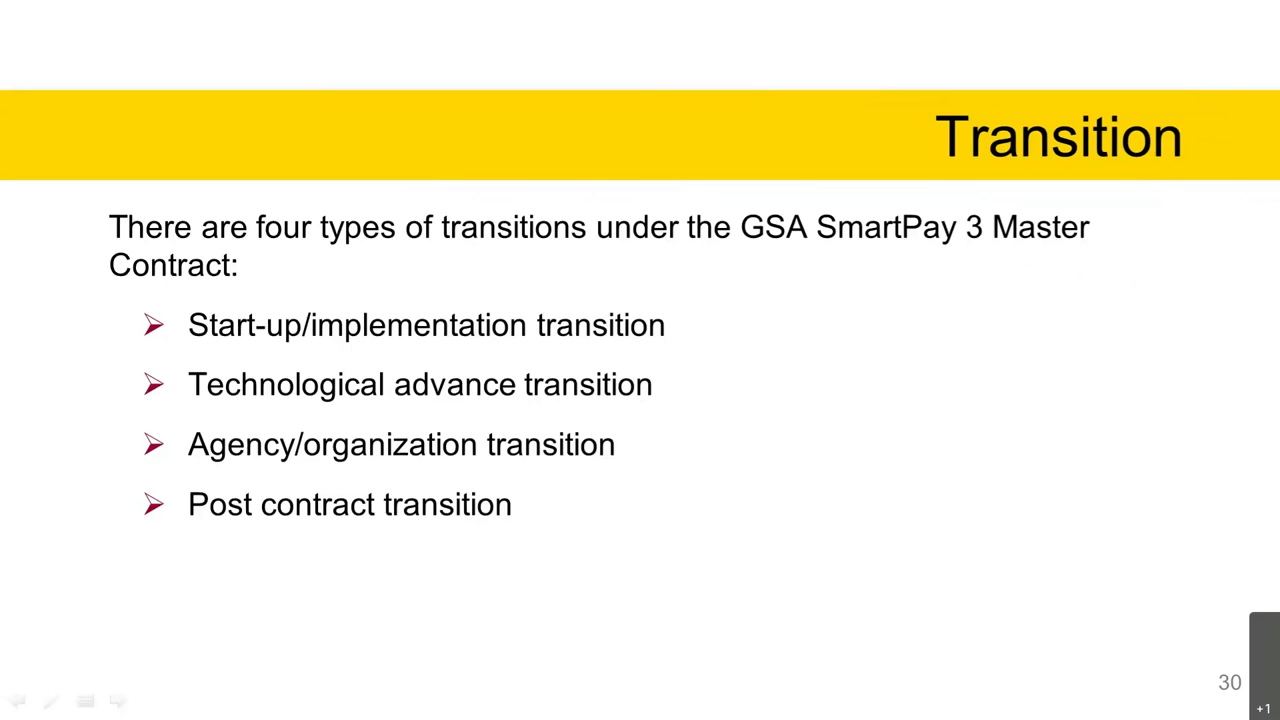 Transition
There are four types of transitions under the GSA SmartPay 3 Master
Contract:
Start-up/implementation transition
Technological advance transition
Agency/organization transition
Post contract transition
30
+1